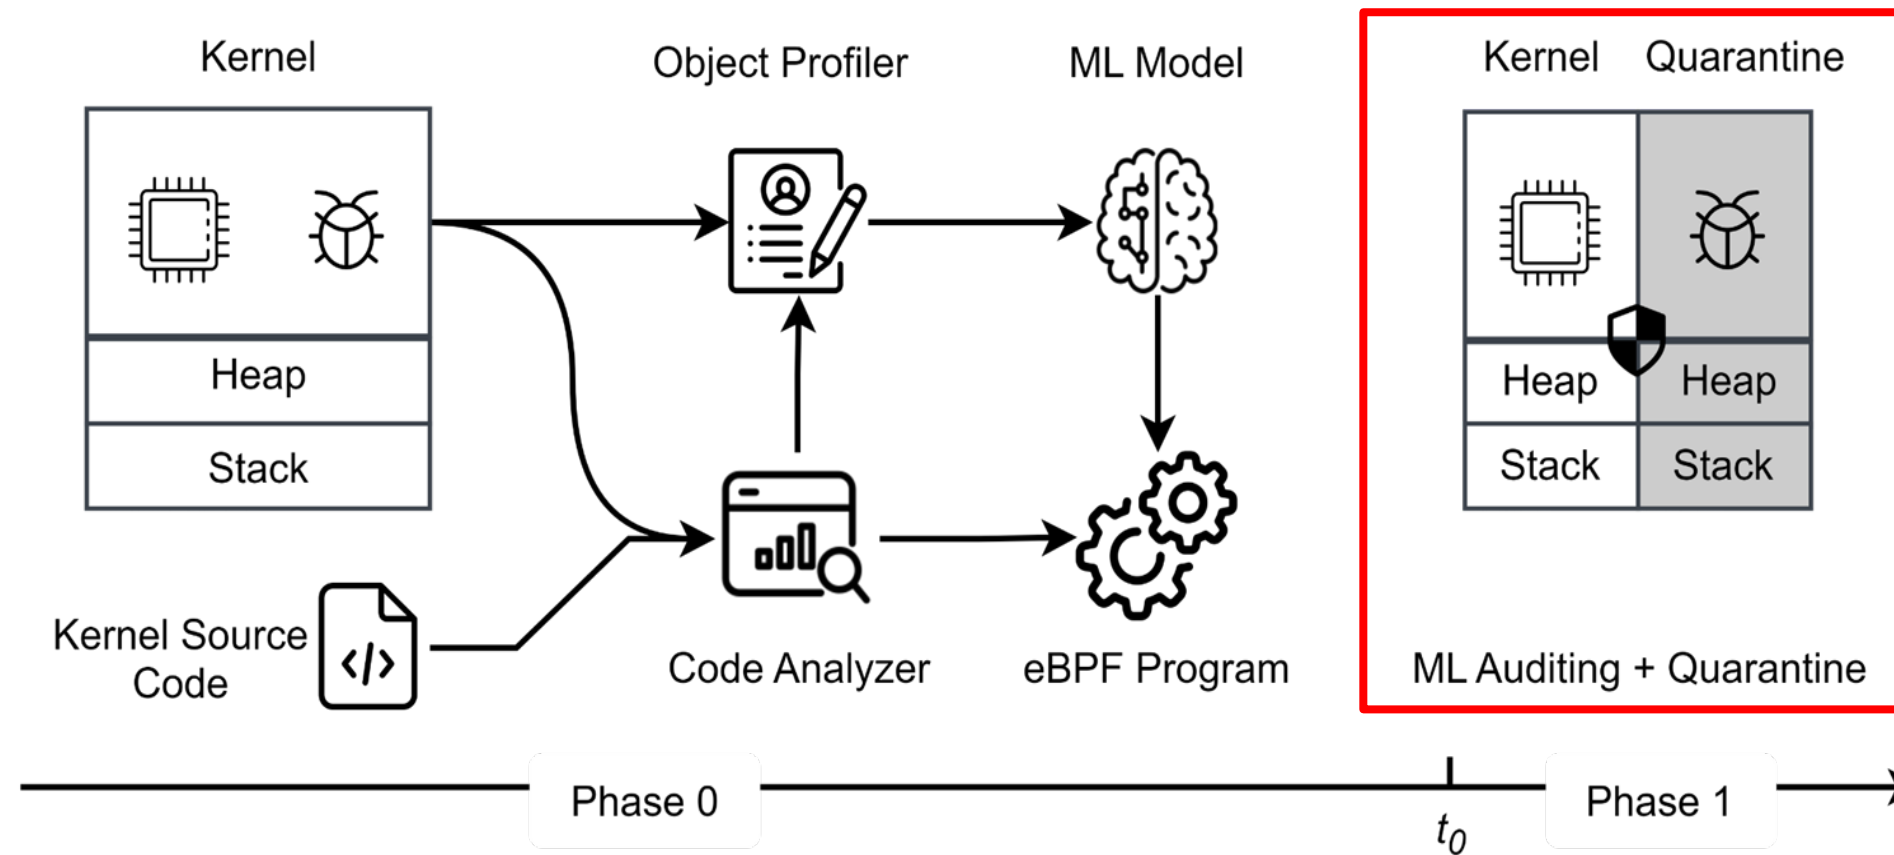 Kernel
Object Profiler
ML Model
Kernel Quarantine
Heap
Stack
Heap Heap
Stack Stack
</>
Kernel Source
Code
Code Analyzer
eBPF Program
ML Auditing + Quarantine
Phase 0
t0
Phase 1